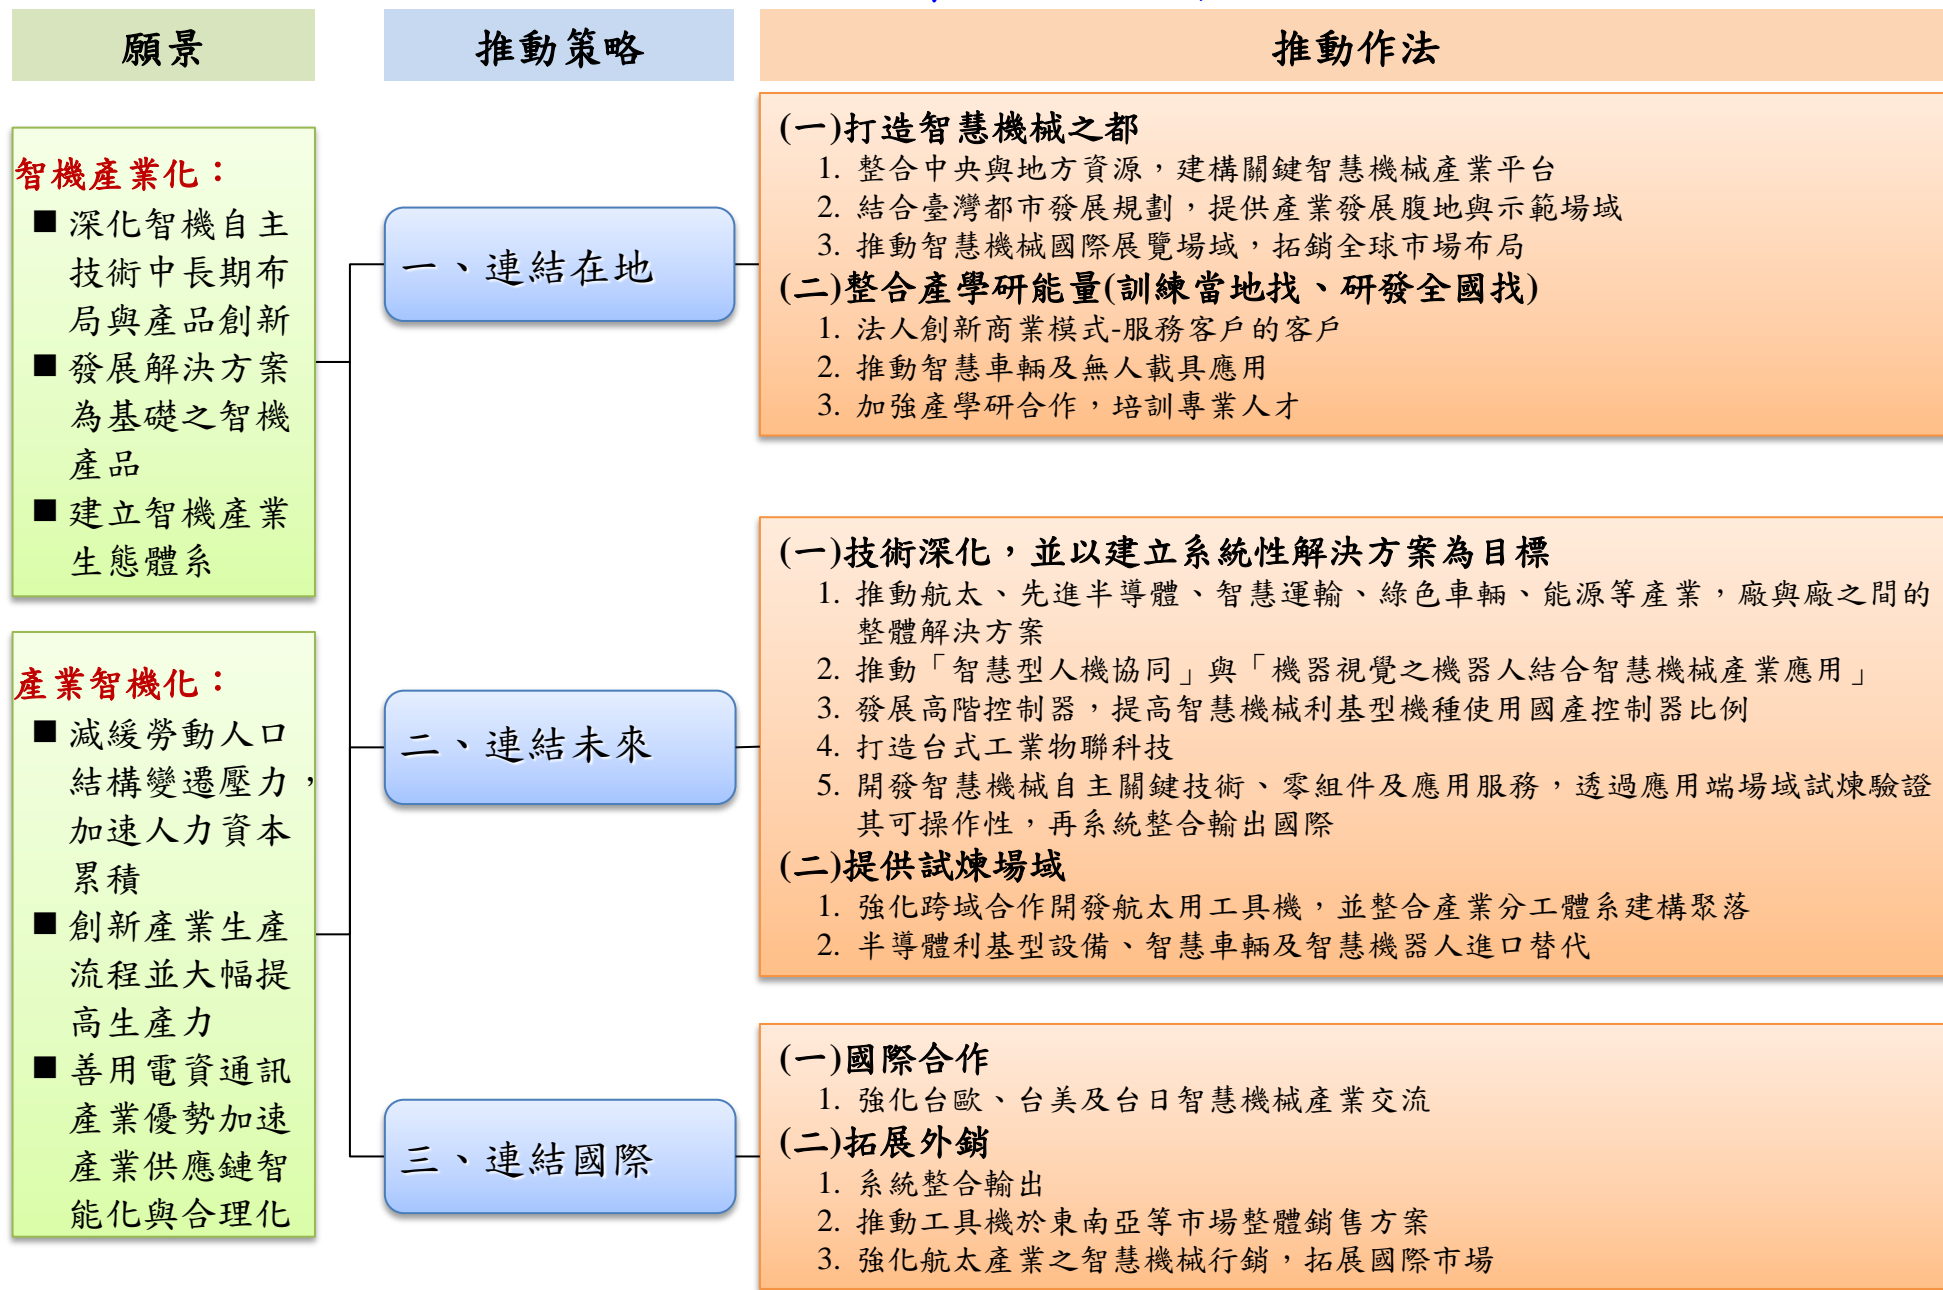 願景
推動策略
推動作法
智機產業化：
■ 深化智機自主
技術中長期布
局與產品創新
■ 發展解決方案
為基礎之智機
產品
■ 建立智機產業
生態體系
產業智機化：
■ 減緩勞動人口
結構變遷壓力，
加速人力資本
累積
■ 創新產業生產
流程並大幅提
高生產力
■ 善用電資通訊
產業優勢加速
產業供應鏈智
能化與合理化
一、連結在地
(一)打造智慧機械之都
1. 整合中央與地方資源，建構關鍵智慧機械產業平台
2. 結合臺灣都市發展規劃，提供產業發展腹地與示範場域
3. 推動智慧機械國際展覽場域，拓銷全球市場布局
(二)整合產學研能量(訓練當地找、研發全國找)
1. 法人創新商業模式-服務客戶的客戶
2. 推動智慧車輛及無人載具應用
3. 加強產學研合作，培訓專業人才
二、連結未來
(一)技術深化，並以建立系統性解決方案為目標
1. 推動航太、先進半導體、智慧運輸、綠色車輛、能源等產業，廠與廠之間的
整體解決方案
2. 推動「智慧型人機協同」與「機器視覺之機器人結合智慧機械產業應用」
3. 發展高階控制器，提高智慧機械利基型機種使用國產控制器比例
4. 打造台式工業物聯科技
5. 開發智慧機械自主關鍵技術、零組件及應用服務，透過應用端場域試煉驗證
其可操作性，再系統整合輸出國際
(二)提供試煉場域
1. 強化跨域合作開發航太用工具機，並整合產業分工體系建構聚落
2. 半導體利基型設備、智慧車輛及智慧機器人進口替代
三、連結國際
(一)國際合作
1. 強化台歐、台美及台日智慧機械產業交流
(二)拓展外銷
1. 系統整合輸出
2. 推動工具機於東南亞等市場整體銷售方案
3. 強化航太產業之智慧機械行銷，拓展國際市場